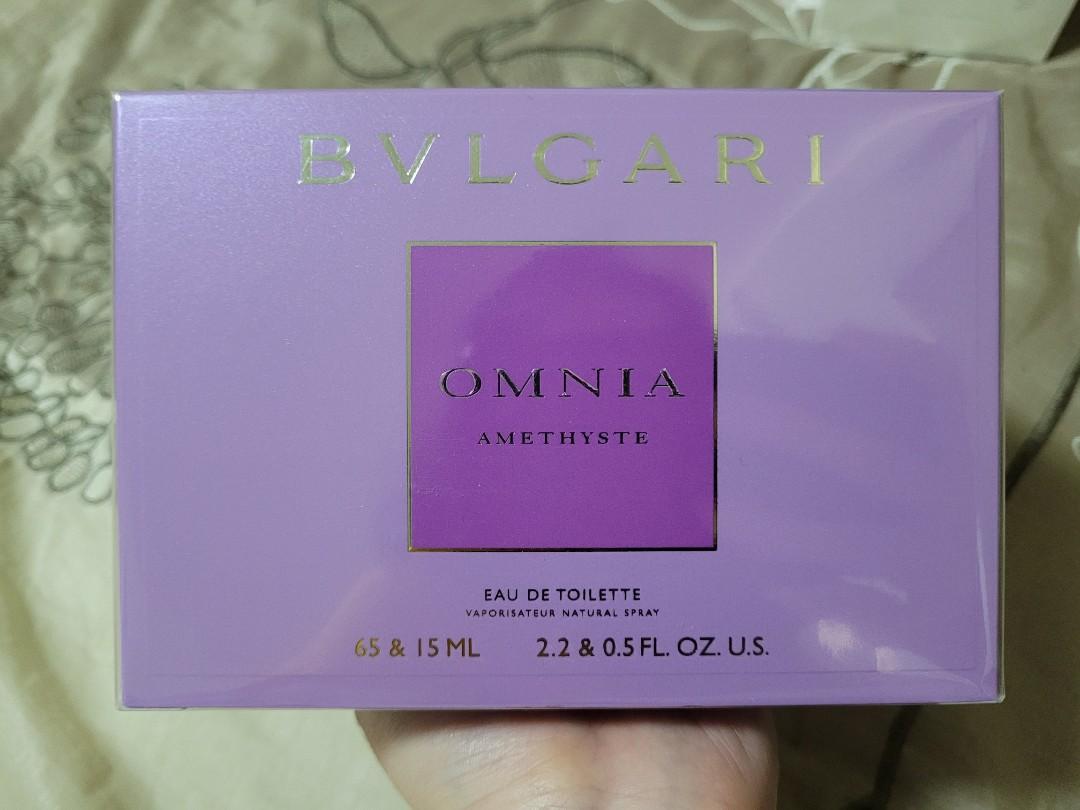 BVLGARI
OMNIA
AMETHYSTE
EAU DE TOILETTE
VAPORISATEUR NATURAL SPRAY
65 & 15 ML 2.2 & 0.5 FL. OZ. U.S.